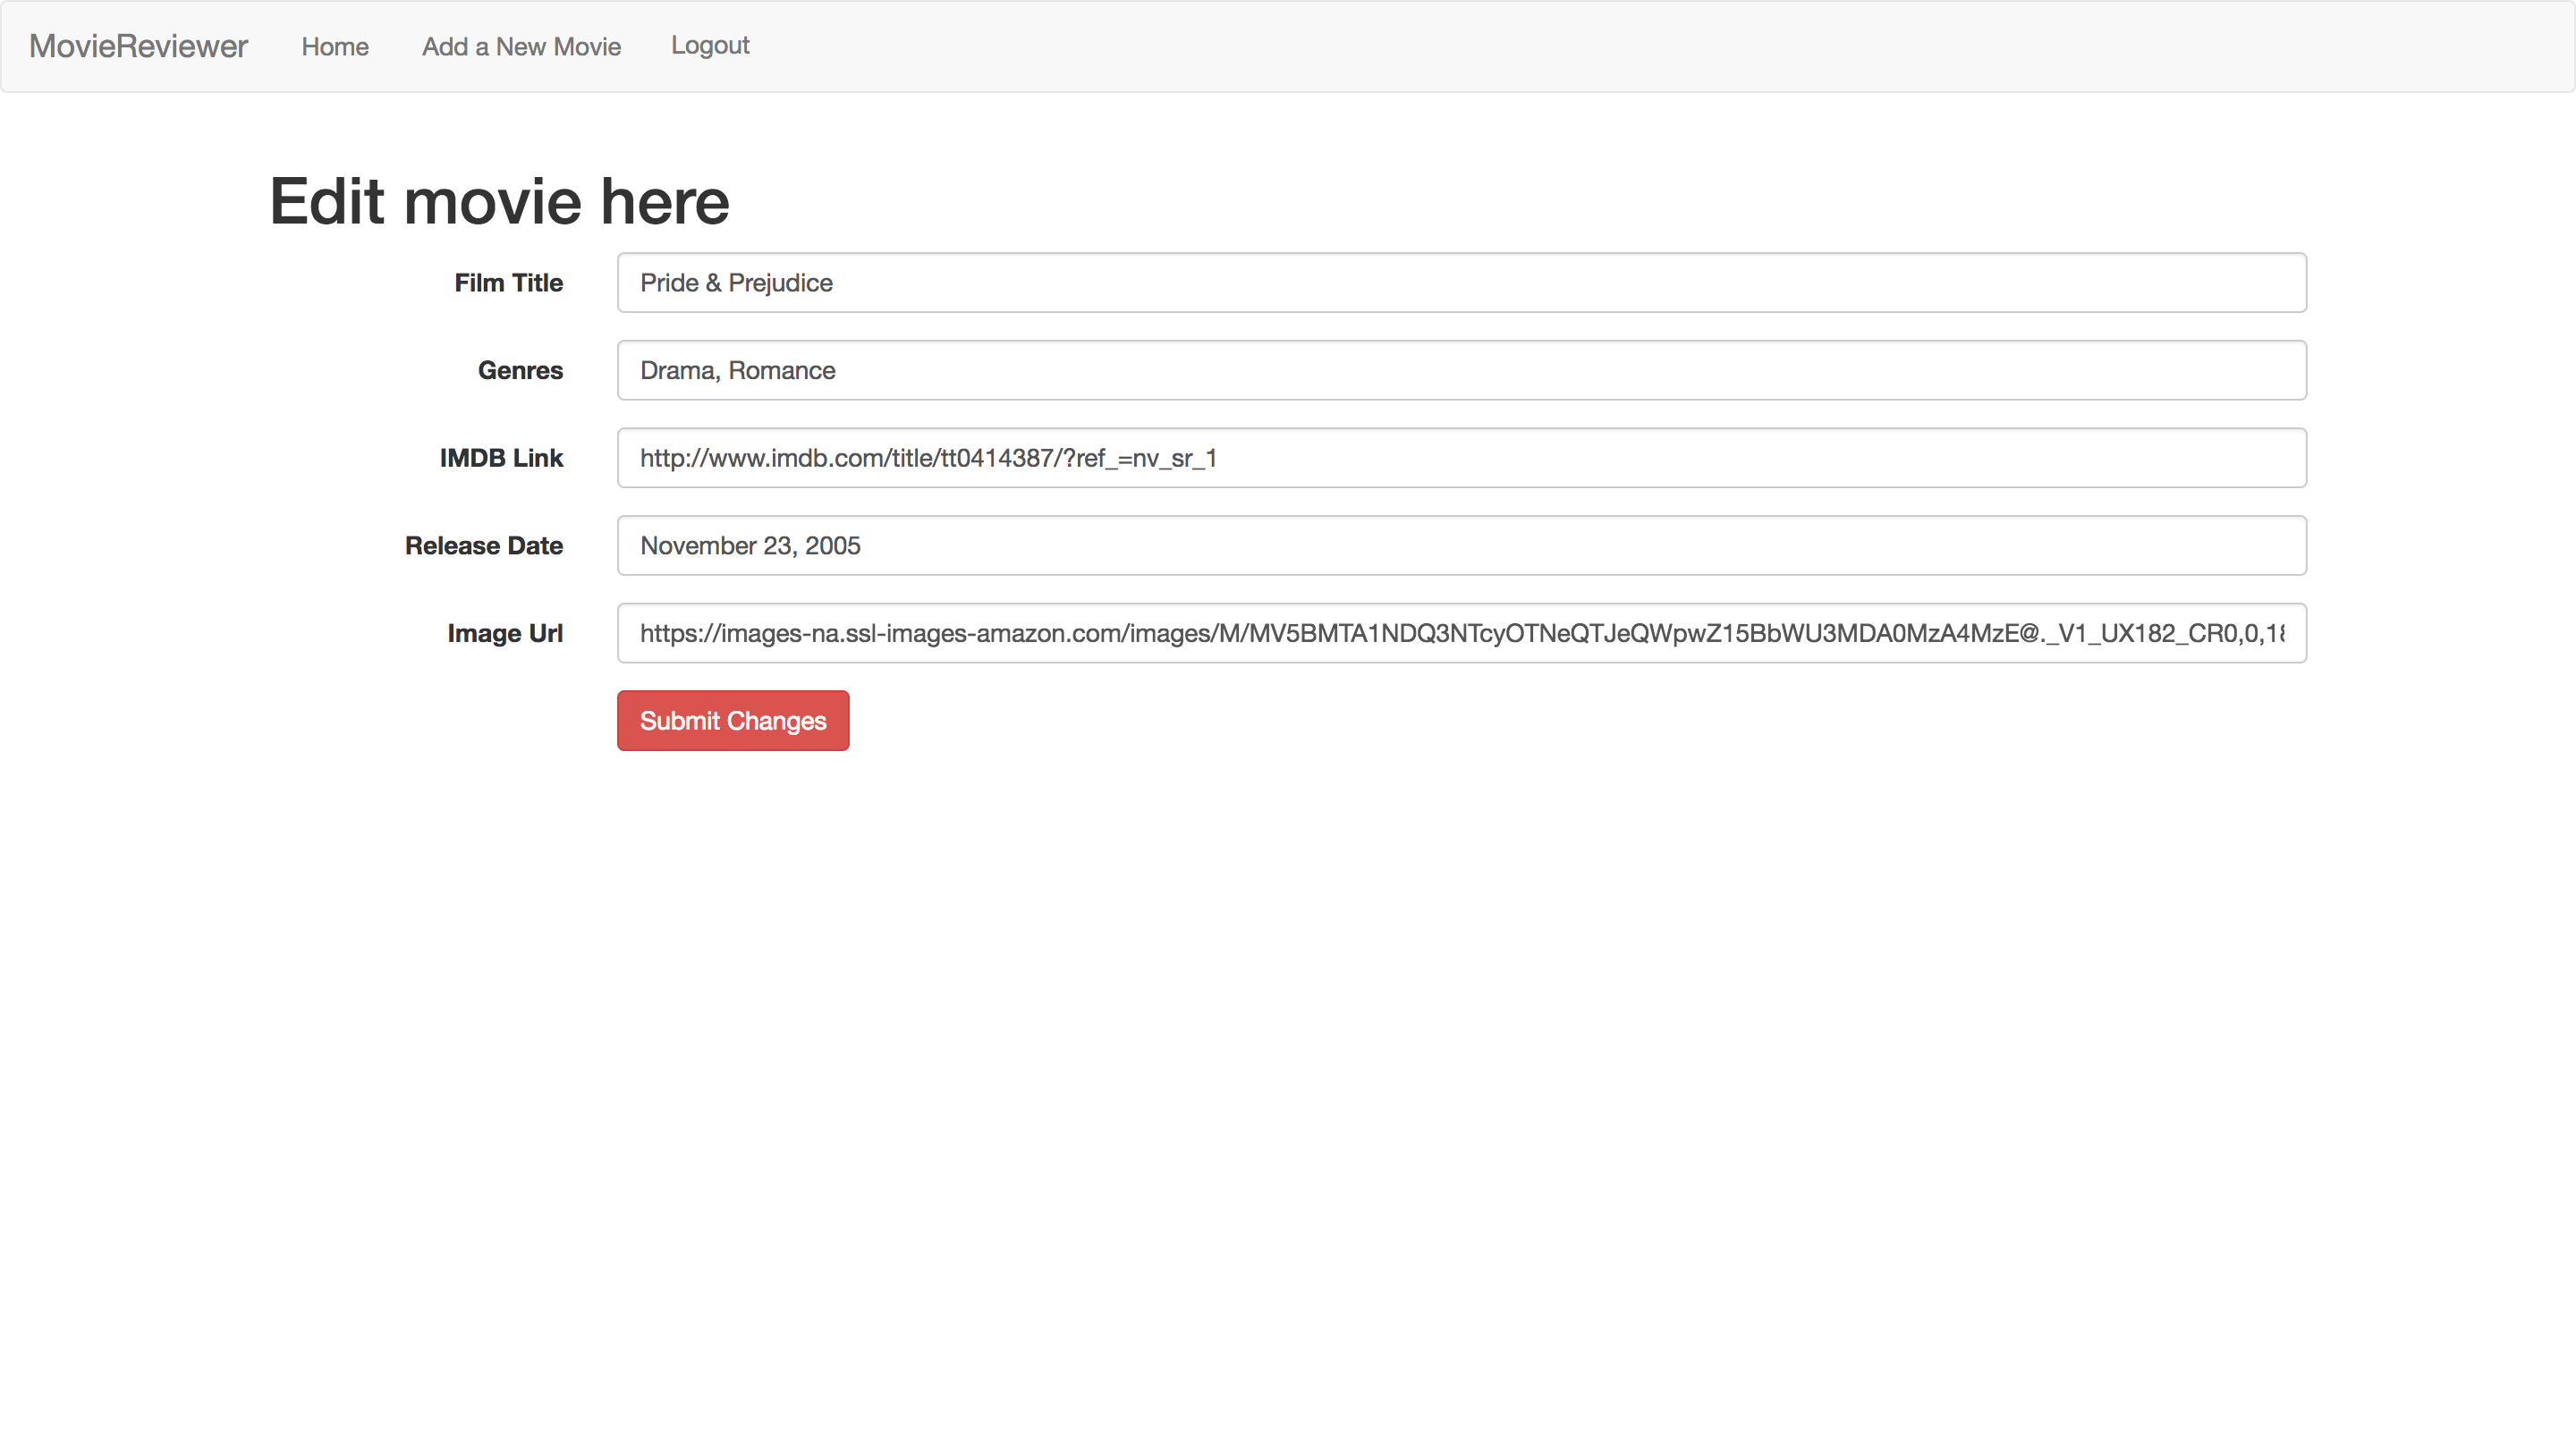 MovieReviewer Home Add a New Movie Logout
Edit movie here
Film Title Pride & Prejudice
Genres Drama, Romance
IMDB Link http://www.imdb.com/title/tt0414387/?ref_=nv_sr_1
Release Date November 23, 2005
Image Url https://images-na.ssl-images-amazon.com/images/M/MV5BMTA1NDQ3NTcyOTNeQTJeQWpwZ15BbWU3MDA0MzA4MzE@._V1_UX182_CR0,0,18
Submit Changes